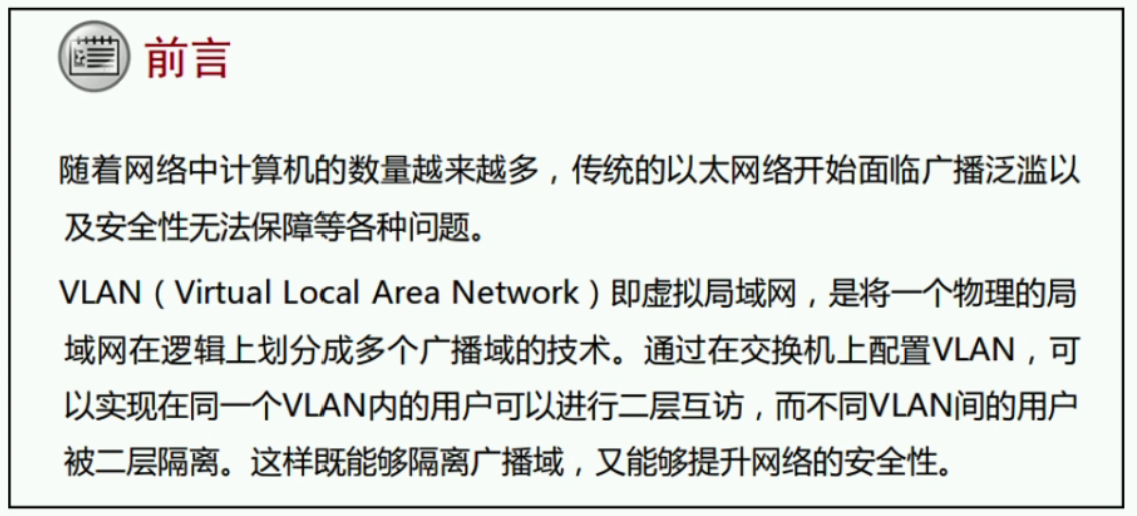 前言
随着网络中计算机的数量越来越多，传统的以太网络开始面临广播泛滥以
及安全性无法保障等各种问题。
VLAN（Virtual Local Area Network）即虚拟局域网，是将一个物理的局
域网在逻辑上划分成多个广播域的技术。通过在交换机上配置VLAN，可
以实现在同一个VLAN内的用户可以进行二层互访，而不同VLAN间的用户
被二层隔离。这样既能够隔离广播域，又能够提升网络的安全性。